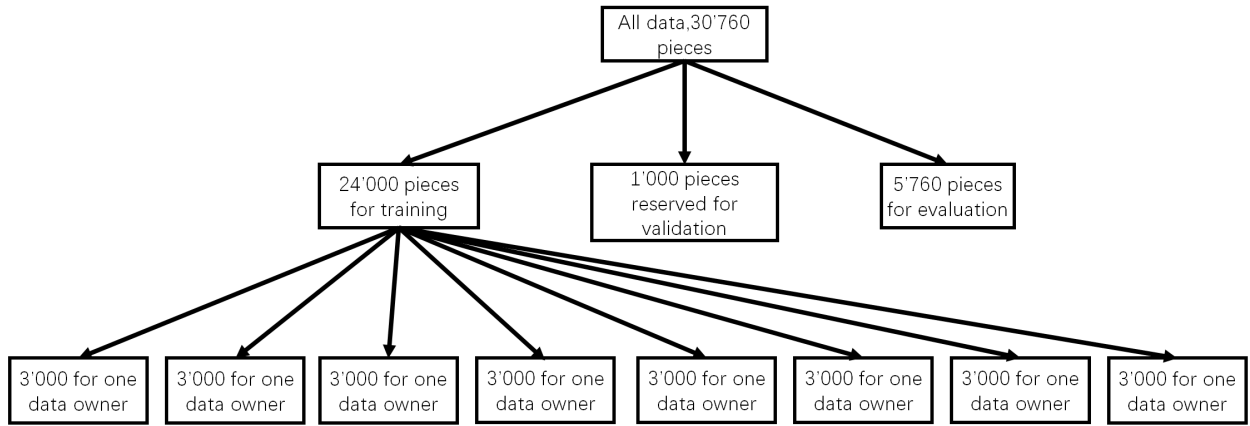 All data,30'760
pieces
24'000 pieces
for training
1'000 pieces
reserved for
validation
5'760 pieces
for evaluation
3'000 for one
data owner
3'000 for one
data owner
3'000 for one
data owner
3'000 for one
data owner
3'000 for one
data owner
3'000 for one
data owner
3'000 for one
data owner
3'000 for one
data owner